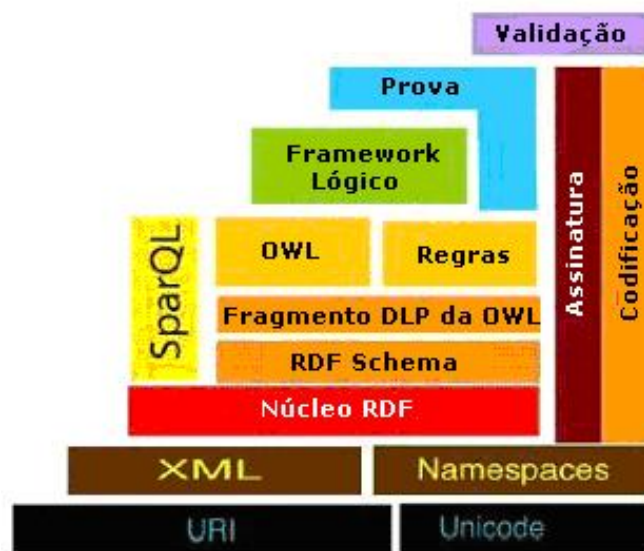 Validação
Prova
Framework
Lógico
Assinatura
Codificação
SparQL
OWL
Regras
Fragmento DLP da OWL
RDF Schema
Núcleo RDF
XML
Namespaces
URI
Unicode